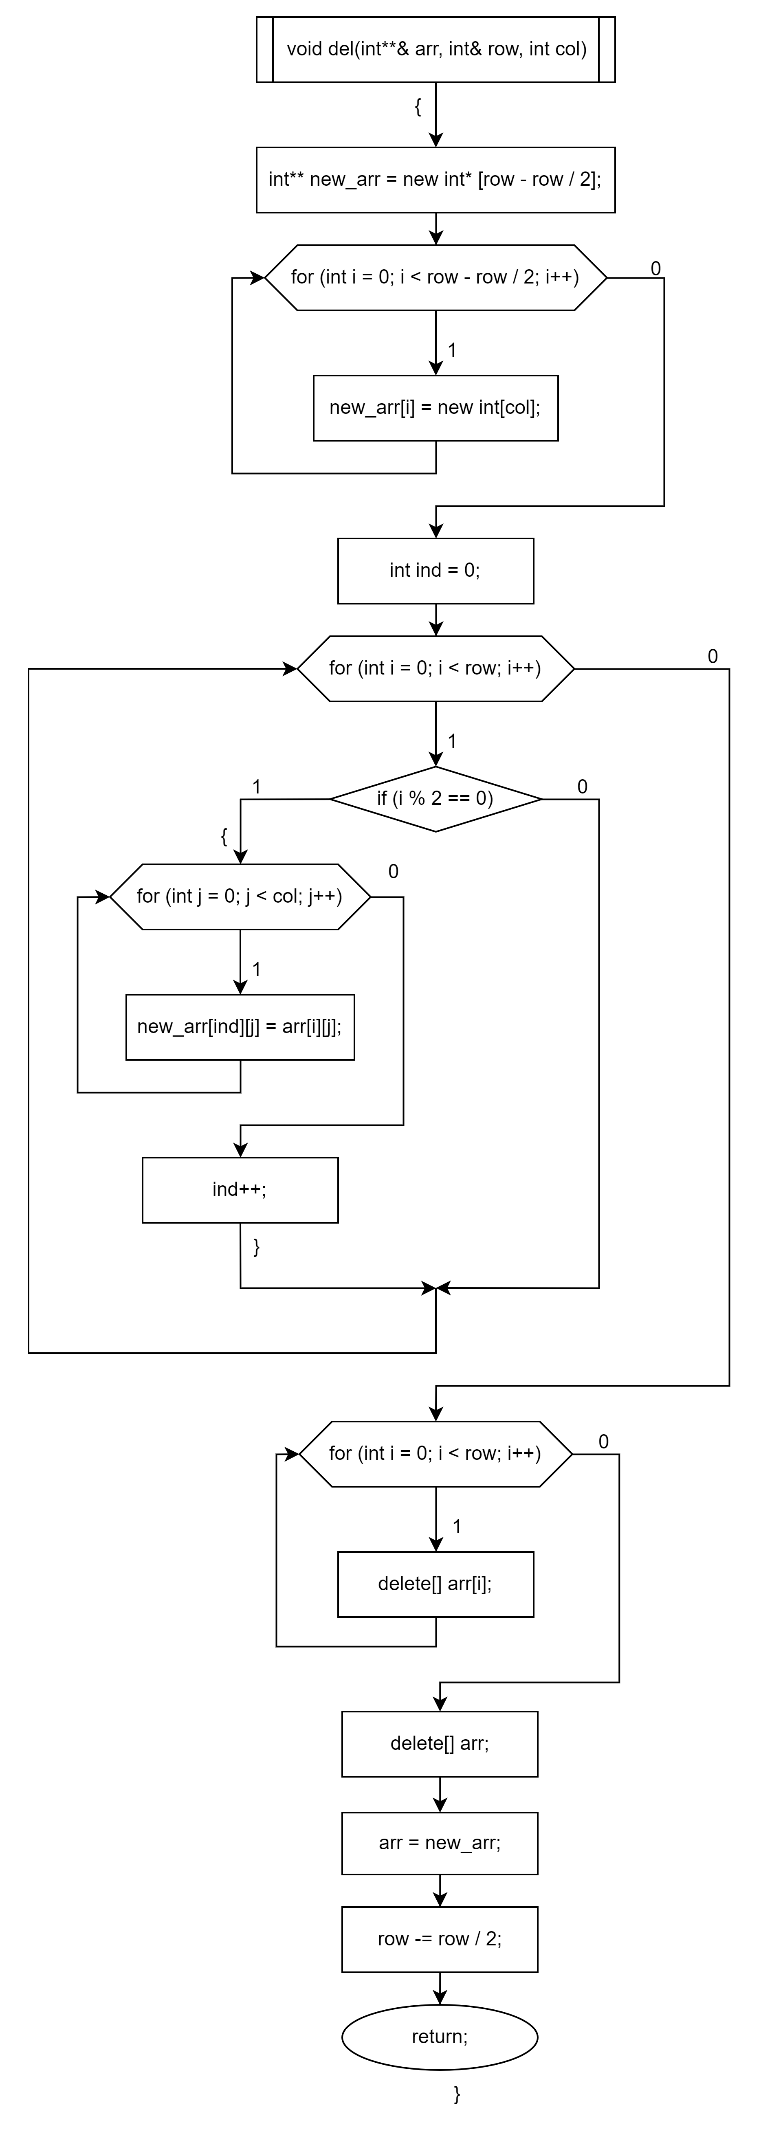 void del(int**& arr, int& row, int col)
{
int** new_arr = new int* [row - row / 2];
for (int i = 0; i < row - row / 2; i++)
0
1
new_arr[i] = new int[col];
int ind = 0;
for (int i = 0; i < row; i++)
0
1
if (i % 2 == 0)
1
0
{
for (int j = 0; j < col; j++)
0
1
new_arr[ind][j] = arr[i][j];
ind++;
}
for (int i = 0; i < row; i++)
0
1
delete[] arr[i];
delete[] arr;
arr = new_arr;
row -= row / 2;
return;
}